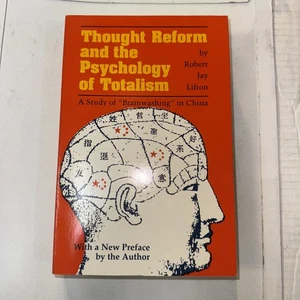 Thought Reform
and the
Psychology
of Totalism
by
Robert
Jay
Lifton
A Study of "Brainwashing" in China
With a New Preface
by the Author